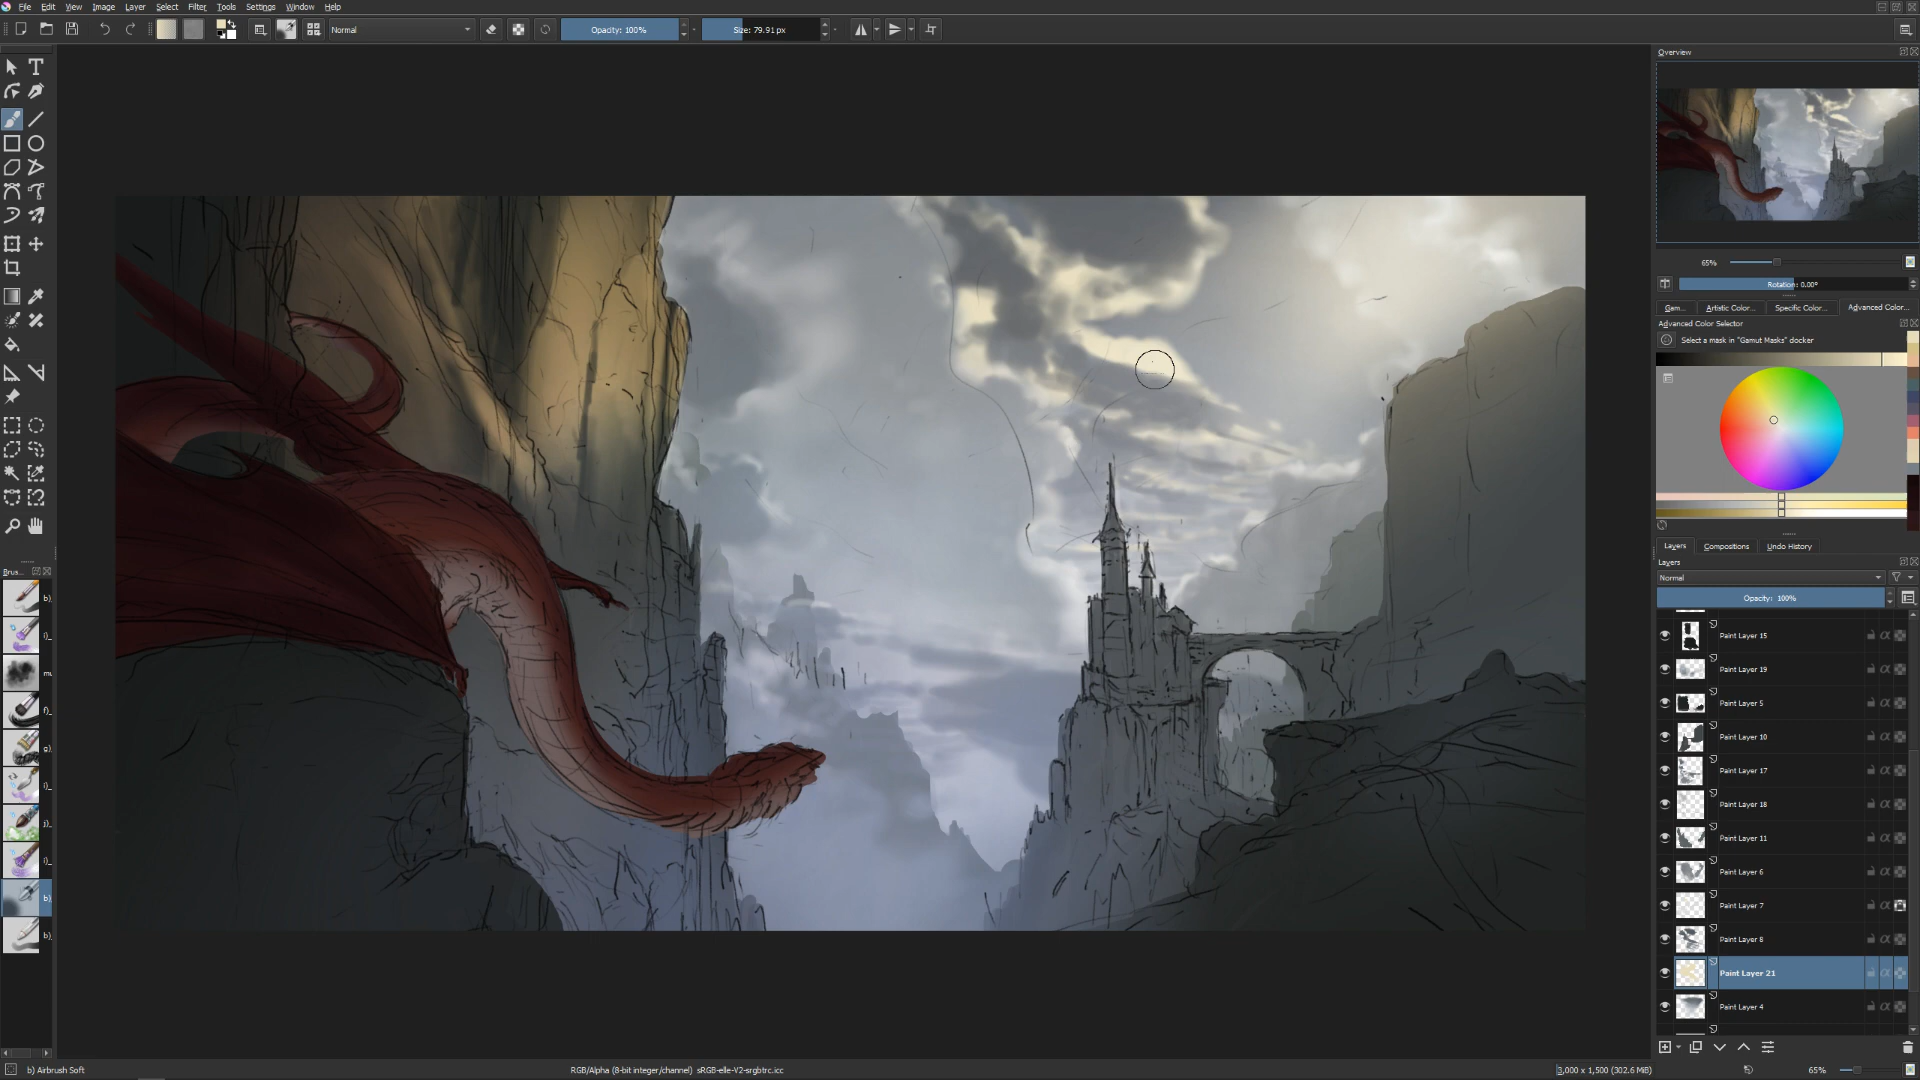 File Edit View Image Layer Select Filter Tools Settings Window Help
Normal
Opacity: 100%
Size: 79.91 px
Overview
65%
Rotation: 0.00°
Gam... Artistic Color... Specific Color... Advanced Color...
Advanced Color Selector
Select a mask in "Gamut Masks" docker
Layers Compositions Undo History
Layers
Normal
Opacity: 100%
Paint Layer 15
Paint Layer 19
Paint Layer 5
Paint Layer 10
Paint Layer 17
Paint Layer 18
Paint Layer 11
Paint Layer 6
Paint Layer 7
Paint Layer 8
Paint Layer 21
Paint Layer 4
Brus...
b)
i)
f)
g)
i)
j)
i)
b)
b)
b) Airbrush Soft
RGB/Alpha (8-bit integer/channel) sRGB-elle-V2-srgbtrc.icc
3,000 x 1,500 (302.6 MiB)
65%